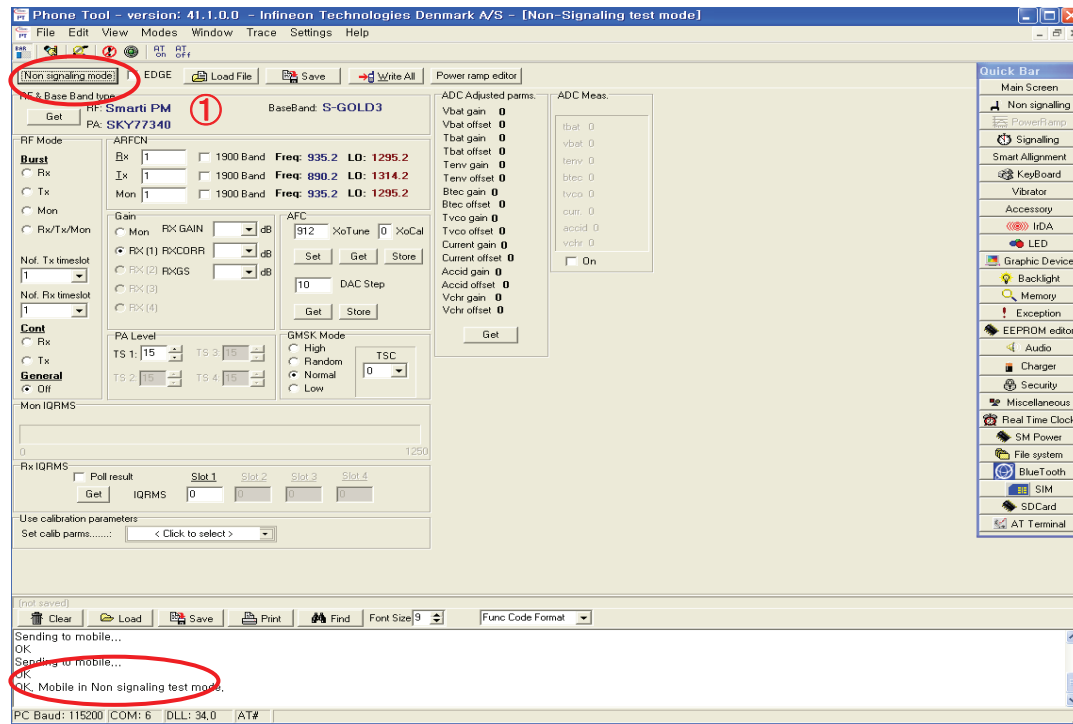 Phone Tool - version: 41.1.0.0 - Infineon Technologies Denmark A/S - [Non-Signaling test mode]
File Edit View Modes Window Trace Settings Help
BAR AT on AT off
Non signaling mode EDGE Load File Save Write All Power ramp editor
RF & Base Band type
Get RF: Smarti PM BaseBand: S-GOLD3
PA: SKY77340
①
RF Mode
Burst
Rx
Tx
Mon
Rx/Tx/Mon
Nof. Tx timeslot
1
Nof. Rx timeslot
1
Cont
Rx
Tx
General
Off
ARFCN
Rx 1 1900 Band Freq: 935.2 LO: 1295.2
Tx 1 1900 Band Freq: 890.2 LO: 1314.2
Mon 1 1900 Band Freq: 935.2 LO: 1295.2
Gain
Mon RX GAIN dB
RX (1) RXCORR dB
RX (2) RXGS dB
RX (3)
RX (4)
AFC
912 XoTune 0 XoCal
Set Get Store
10 DAC Step
Get Store
PA Level
TS 1: 15 TS 3: 15
TS 2: 15 TS 4: 15
GMSK Mode
High
Random
Normal
Low
TSC
0
Mon IQRMS
0 1250
Rx IQRMS
Poll result Slot 1 Slot 2 Slot 3 Slot 4
Get IQRMS 0 0 0 0
Use calibration parameters
Set calib parms......: < Click to select >
ADC Adjusted parms.
Vbat gain 0
Vbat offset 0
Tbat gain 0
Tbat offset 0
Tenv gain 0
Tenv offset 0
Btec gain 0
Btec offset 0
Tvco gain 0
Tvco offset 0
Current gain 0
Current offset 0
Accid gain 0
Accid offset 0
Vchr gain 0
Vchr offset 0
Get
ADC Meas.
tbat 0
vbat 0
tenv 0
btec 0
tvco 0
curr. 0
accid 0
vchr 0
On
Quick Bar
Main Screen
Non signalling
PowerRamp
Signalling
Smart Allignment
KeyBoard
Vibrator
Accessory
IrDA
LED
Graphic Device
Backlight
Memory
Exception
EEPROM editor
Audio
Charger
Security
Miscellaneous
Real Time Clock
SM Power
File system
BlueTooth
SIM
SDCard
AT Terminal
(not saved)
Clear Load Save Print Find Font Size 9 Func Code Format
Sending to mobile...
OK
Sending to mobile...
OK
OK, Mobile in Non signaling test mode.
PC Baud: 115200 COM: 6 DLL: 34.0 AT#